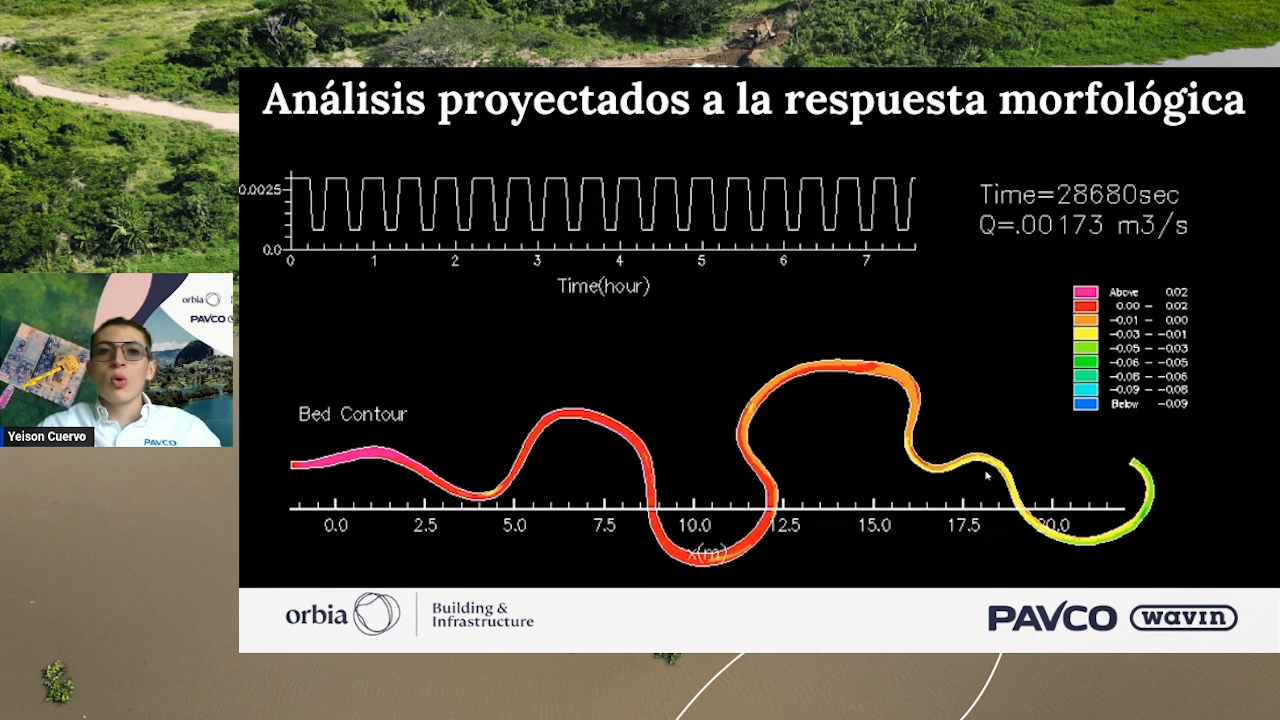 Análisis proyectados a la respuesta morfológica
0.0025
0.0
0 1 2 3 4 5 6 7
Time(hour)
Time=28680sec
Q=.00173 m3/s
Above 0.02
0.00 - 0.02
-0.01 - 0.00
-0.03 - -0.01
-0.05 - -0.03
-0.06 - -0.05
-0.08 - -0.06
-0.09 - -0.08
Below -0.09
orbia
PAVCO
Bed Contour
Yeison Cuervo
PAVCO
0.0 2.5 5.0 7.5 10.0 12.5 15.0 17.5 20.0
x(m)
orbia
Building &
Infrastructure
PAVCO wavin